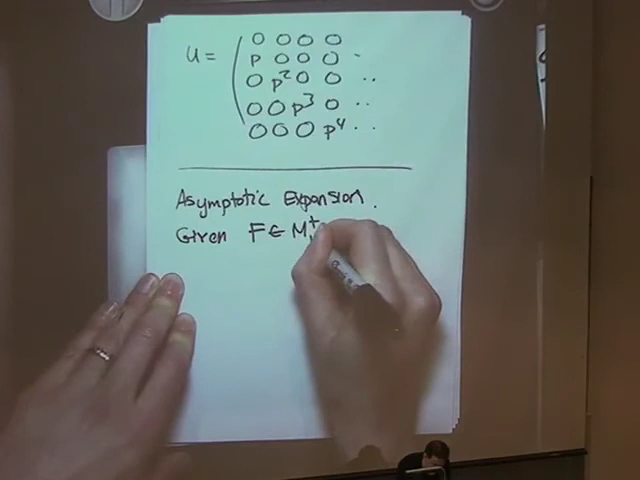 0 0 0 0
U = p 0 0 0 ..
0 p² 0 0 ..
0 0 p³ 0 ..
0 0 0 p⁴ ..
Asymptotic Expansion.
Given F ∈ M⁺